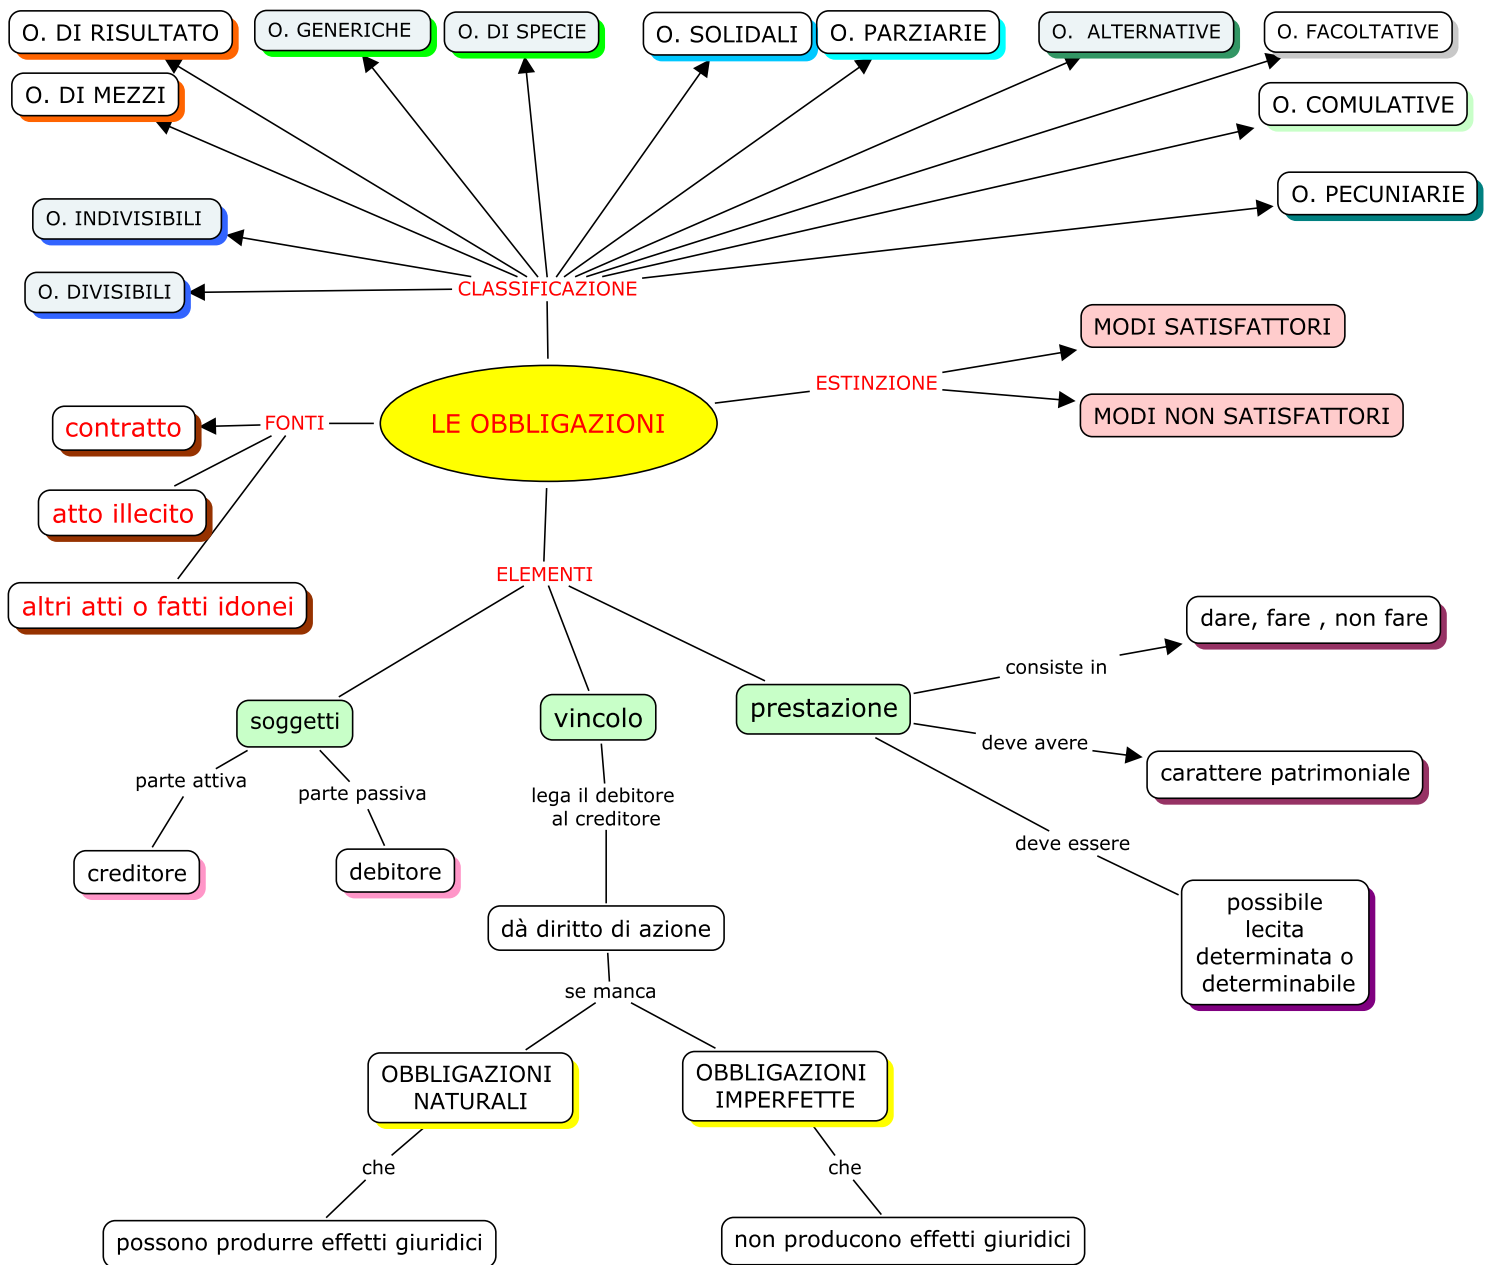 O. DI RISULTATO
O. GENERICHE
O. DI SPECIE
O. SOLIDALI
O. PARZIARIE
O. ALTERNATIVE
O. FACOLTATIVE
O. DI MEZZI
O. COMULATIVE
O. INDIVISIBILI
O. PECUNIARIE
O. DIVISIBILI
CLASSIFICAZIONE
MODI SATISFATTORI
ESTINZIONE
MODI NON SATISFATTORI
LE OBBLIGAZIONI
FONTI
contratto
atto illecito
altri atti o fatti idonei
ELEMENTI
dare, fare , non fare
consiste in
soggetti
vincolo
prestazione
deve avere
carattere patrimoniale
parte attiva
parte passiva
lega il debitore
al creditore
deve essere
creditore
debitore
possibile
lecita
determinata o
determinabile
dà diritto di azione
se manca
OBBLIGAZIONI
NATURALI
OBBLIGAZIONI
IMPERFETTE
che
che
possono produrre effetti giuridici
non producono effetti giuridici